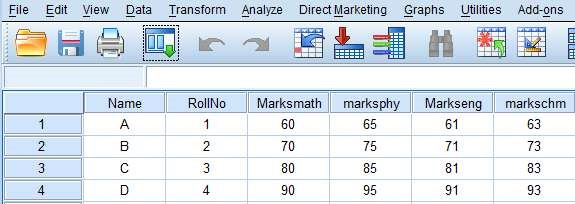 File Edit View Data Transform Analyze Direct Marketing Graphs Utilities Add-ons
Name RollNo Marksmath marksphy Markseng markschm
1 A 1 60 65 61 63
2 B 2 70 75 71 73
3 C 3 80 85 81 83
4 D 4 90 95 91 93